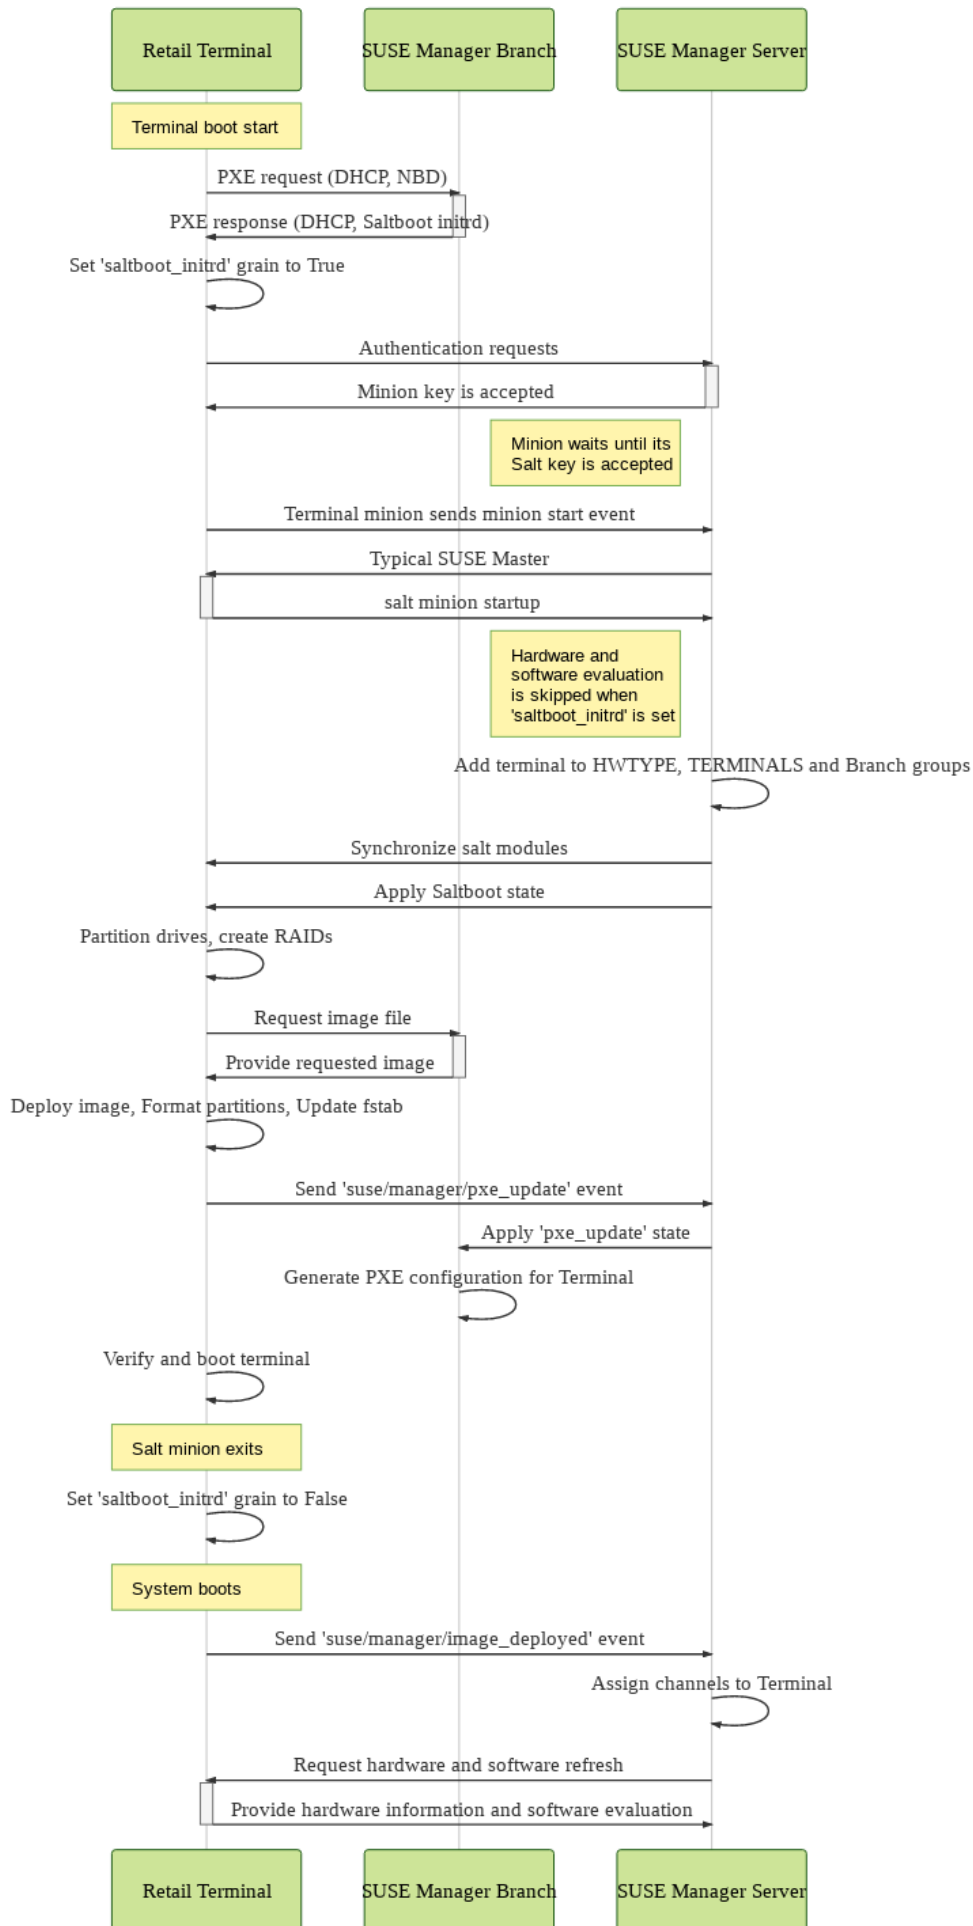 Retail Terminal
SUSE Manager Branch
SUSE Manager Server
Terminal boot start
PXE request (DHCP, NBD)
PXE response (DHCP, Saltboot initrd)
Set 'saltboot_initrd' grain to True
Authentication requests
Minion key is accepted
Minion waits until its
Salt key is accepted
Terminal minion sends minion start event
Typical SUSE Master
salt minion startup
Hardware and
software evaluation
is skipped when
'saltboot_initrd' is set
Add terminal to HWTYPE, TERMINALS and Branch groups
Synchronize salt modules
Apply Saltboot state
Partition drives, create RAIDs
Request image file
Provide requested image
Deploy image, Format partitions, Update fstab
Send 'suse/manager/pxe_update' event
Apply 'pxe_update' state
Generate PXE configuration for Terminal
Verify and boot terminal
Salt minion exits
Set 'saltboot_initrd' grain to False
System boots
Send 'suse/manager/image_deployed' event
Assign channels to Terminal
Request hardware and software refresh
Provide hardware information and software evaluation
Retail Terminal
SUSE Manager Branch
SUSE Manager Server